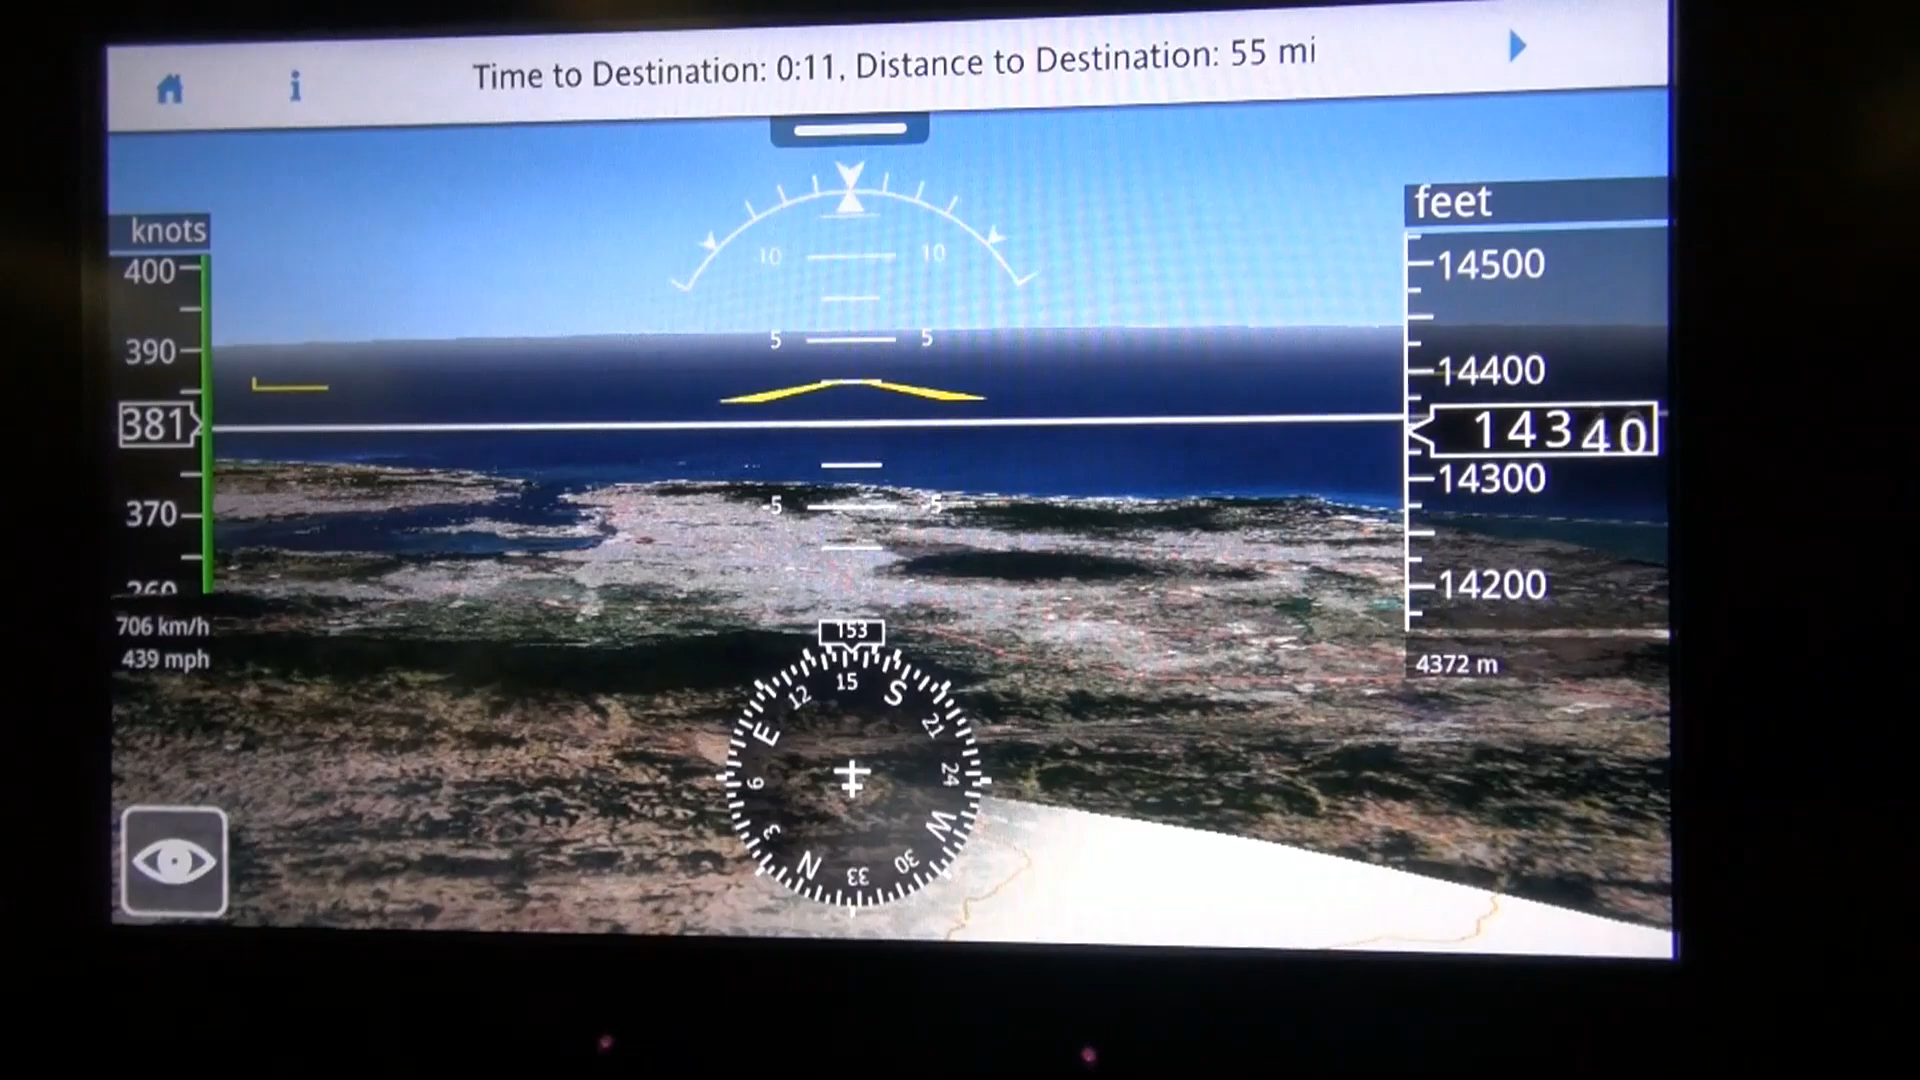 Time to Destination: 0:11, Distance to Destination: 55 mi
knots
400
390
381
370
706 km/h
439 mph
10 10
5 5
-5 -5
feet
14500
14400
14340
14300
14200
4372 m
153
12 15 S
E 21
6 24
3 W
N 33 30